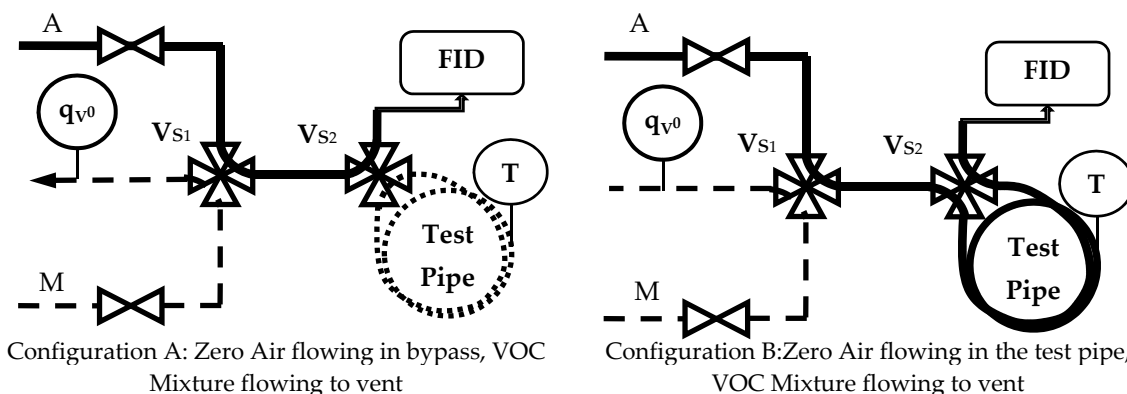 A
FID
qv0
Vs1
Vs2
T
Test
Pipe
M
Configuration A: Zero Air flowing in bypass, VOC
Mixture flowing to vent
A
FID
qv0
Vs1
Vs2
T
Test
Pipe
M
Configuration B:Zero Air flowing in the test pipe,
VOC Mixture flowing to vent